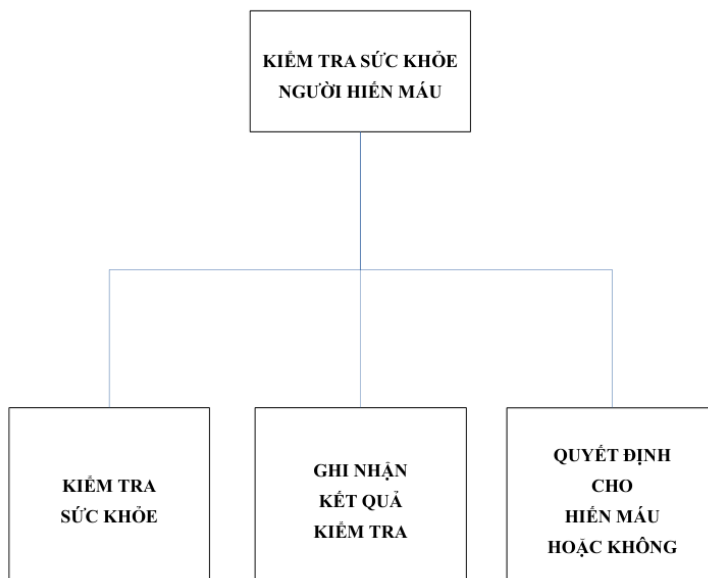 KIỂM TRA SỨC KHỎE
NGƯỜI HIẾN MÁU
KIỂM TRA
SỨC KHỎE
GHI NHẬN
KẾT QUẢ
KIỂM TRA
QUYẾT ĐỊNH
CHO
HIẾN MÁU
HOẶC KHÔNG